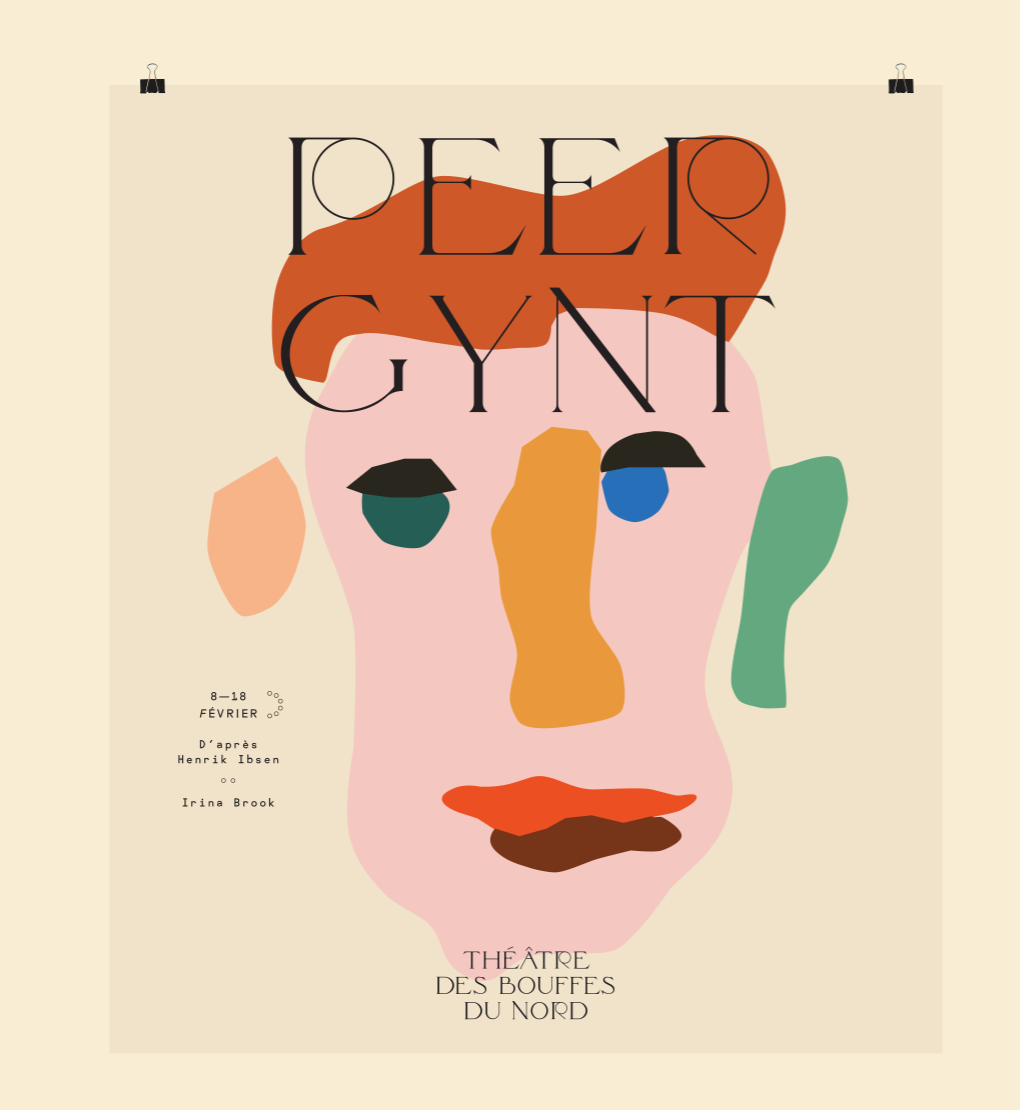 PEER
GYNT
8—18
FÉVRIER
D'après
Henrik Ibsen
Irina Brook
THÉÂTRE
DES BOUFFES
DU NORD